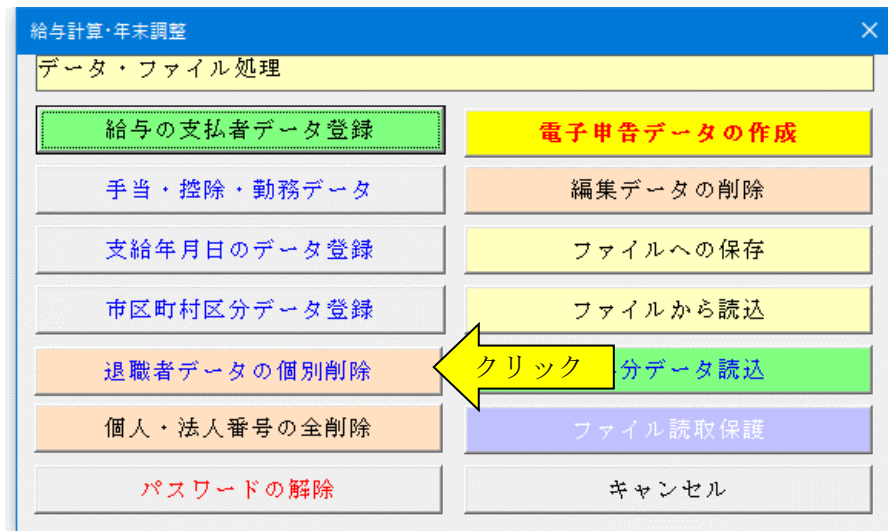 給与計算・年末調整
データ・ファイル処理
給与の支払者データ登録
電子申告データの作成
手当・控除・勤務データ
編集データの削除
支給年月日のデータ登録
ファイルへの保存
市区町村区分データ登録
ファイルから読込
退職者データの個別削除
クリック
分データ読込
個人・法人番号の全削除
ファイル読取保護
パスワードの解除
キャンセル